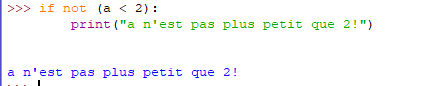 >>> if not (a < 2):
        print("a n'est pas plus petit que 2!")
a n'est pas plus petit que 2!
>>>